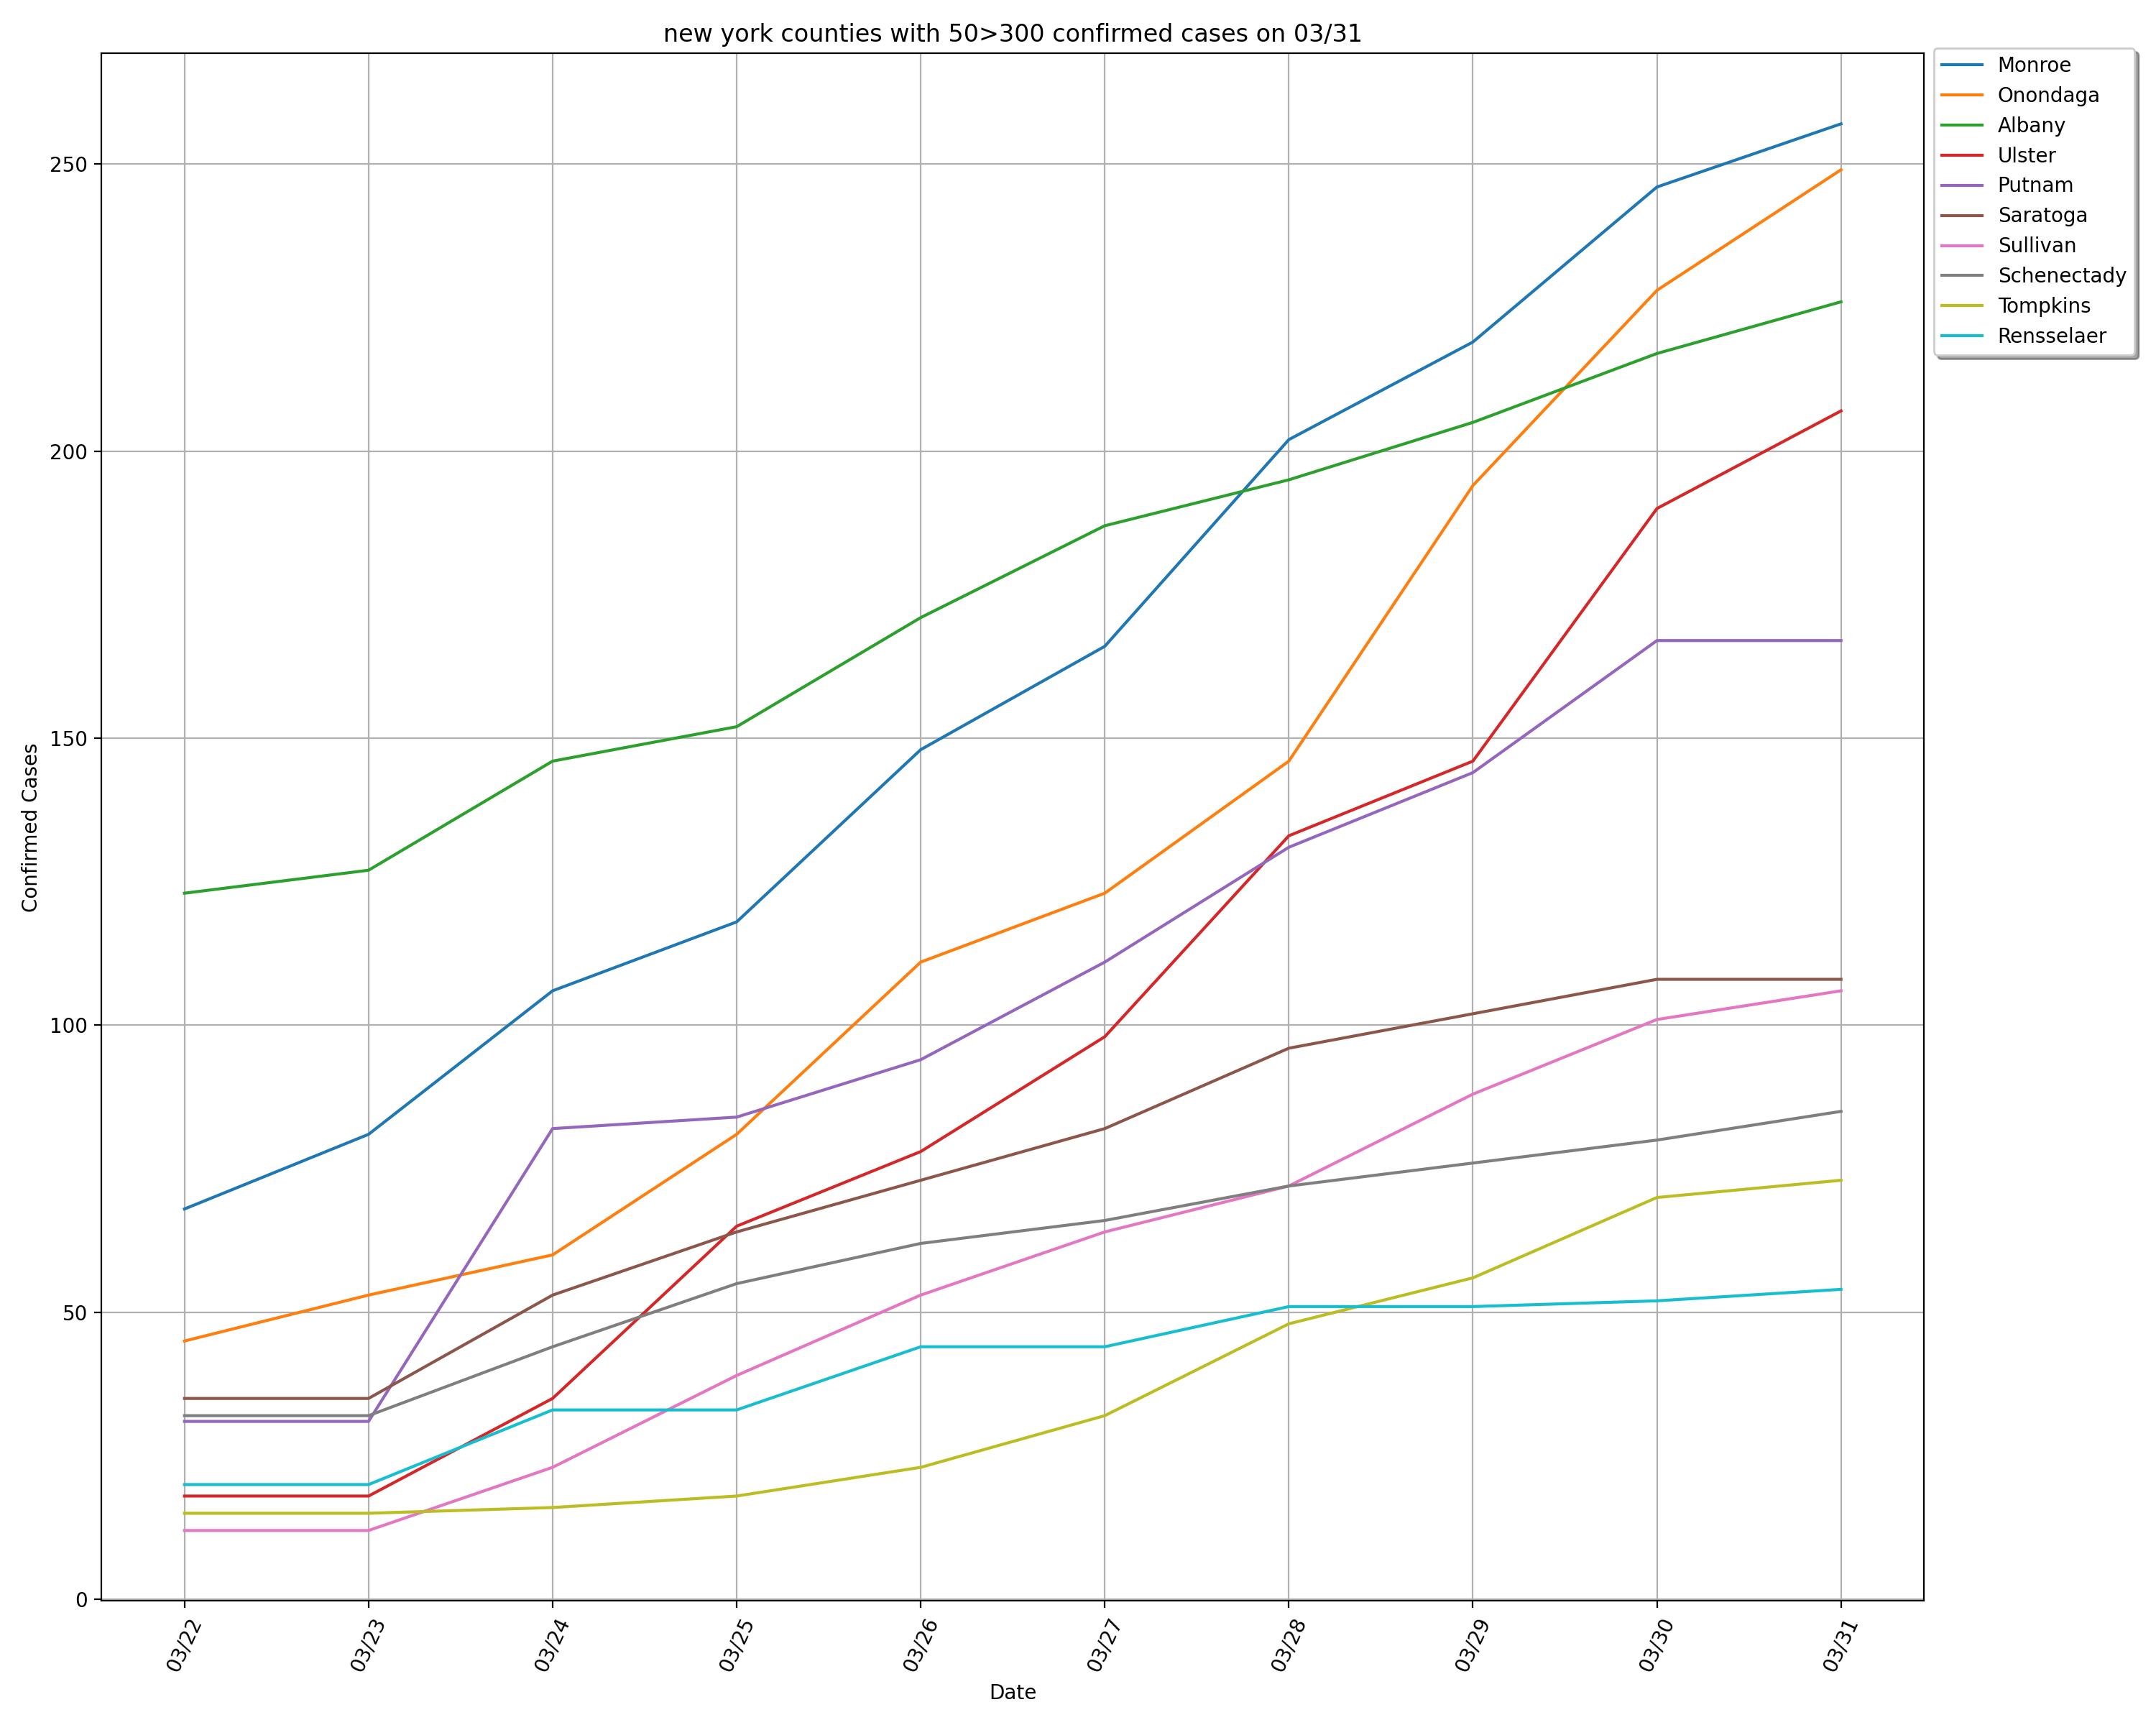 new york counties with 50>300 confirmed cases on 03/31
Monroe
Onondaga
Albany
Ulster
Putnam
Saratoga
Sullivan
Schenectady
Tompkins
Rensselaer
Confirmed Cases
250
200
150
100
50
0
03/22
03/23
03/24
03/25
03/26
03/27
03/28
03/29
03/30
03/31
Date